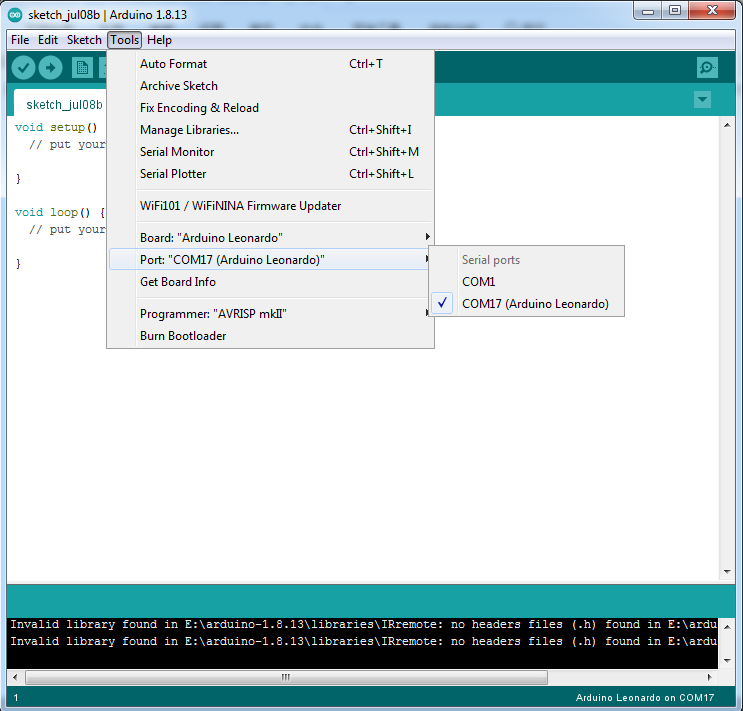 sketch_jul08b | Arduino 1.8.13
File Edit Sketch Tools Help
Auto Format Ctrl+T
Archive Sketch
Fix Encoding & Reload
Manage Libraries... Ctrl+Shift+I
Serial Monitor Ctrl+Shift+M
Serial Plotter Ctrl+Shift+L
WiFi101 / WiFiNINA Firmware Updater
Board: "Arduino Leonardo"
Port: "COM17 (Arduino Leonardo)"
Get Board Info
Programmer: "AVRISP mkII"
Burn Bootloader
Serial ports
COM1
COM17 (Arduino Leonardo)
sketch_jul08b
void setup()
// put your
}
void loop() {
// put your
}
Invalid library found in E:\arduino-1.8.13\libraries\IRremote: no headers files (.h) found in E:\ardu
Invalid library found in E:\arduino-1.8.13\libraries\IRremote: no headers files (.h) found in E:\ardu
1 Arduino Leonardo on COM17